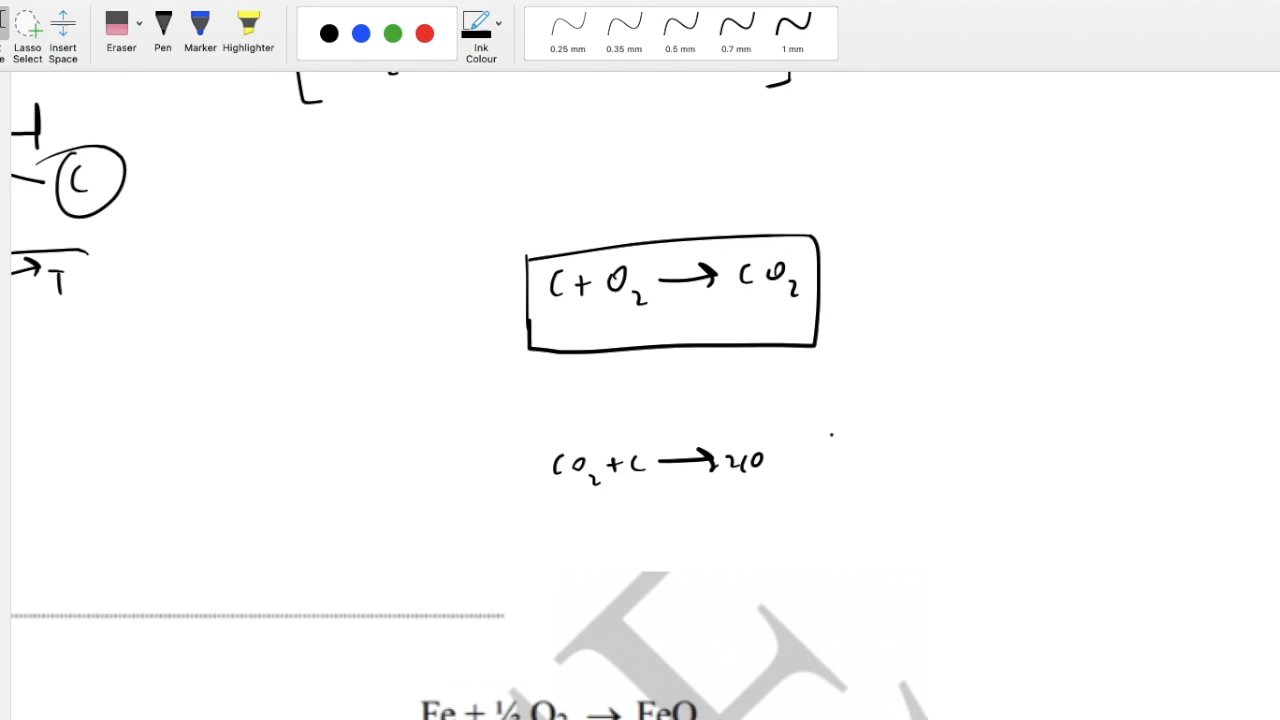 Eraser Pen Marker Highlighter
Lasso Select
Insert Space
Ink Colour
0.25 mm 0.35 mm 0.5 mm 0.7 mm 1 mm
C
T
C + O₂ → CO₂
CO₂ + C → 2CO
Fe + ½ O₂ → FeO